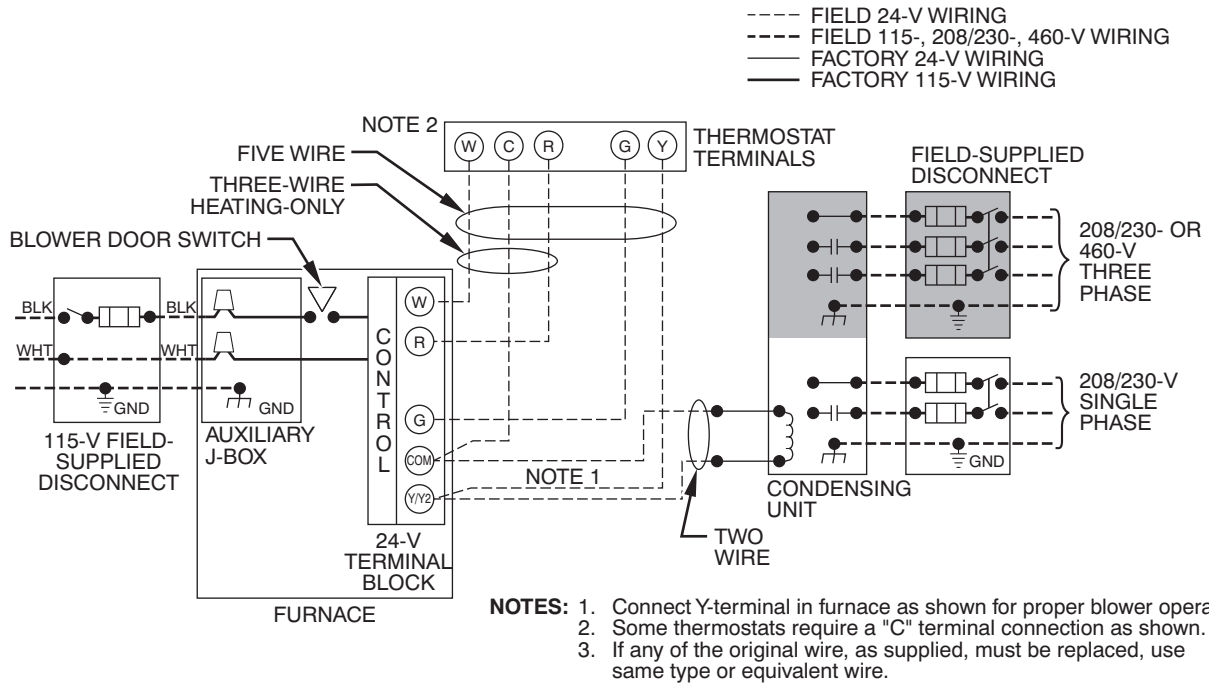 FIELD 24-V WIRING
FIELD 115-, 208/230-, 460-V WIRING
FACTORY 24-V WIRING
FACTORY 115-V WIRING
NOTE 2
W C R G Y
THERMOSTAT
TERMINALS
FIVE WIRE
THREE-WIRE
HEATING-ONLY
BLOWER DOOR SWITCH
FIELD-SUPPLIED
DISCONNECT
208/230- OR
460-V
THREE
PHASE
BLK
BLK
WHT
WHT
GND
GND
115-V FIELD-
SUPPLIED
DISCONNECT
AUXILIARY
J-BOX
CONTROL
W
R
G
COM
Y/Y2
24-V
TERMINAL
BLOCK
FURNACE
NOTE 1
TWO
WIRE
CONDENSING
UNIT
GND
208/230-V
SINGLE
PHASE
NOTES: 1. Connect Y-terminal in furnace as shown for proper blower opera
2. Some thermostats require a "C" terminal connection as shown.
3. If any of the original wire, as supplied, must be replaced, use
same type or equivalent wire.